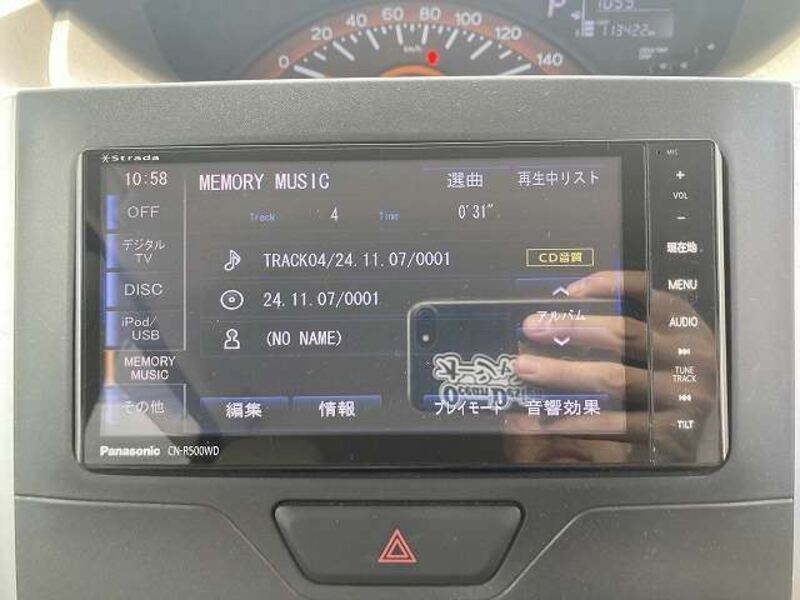 P
0 20 40 60 80 100 120 140
km/h
113422 km
Strada
10:58
MEMORY MUSIC
選曲
再生中リスト
OFF
Track 4 Time 0'31"
デジタル
TV
TRACK04/24.11.07/0001
CD音質
DISC
24.11.07/0001
iPod/
USB
アルバム
(NO NAME)
MEMORY
MUSIC
その他
編集
情報
プレイモード
音響効果
Panasonic CN-R500WD
MIC
+
VOL
−
現在地
MENU
AUDIO
TUNE
TRACK
TILT